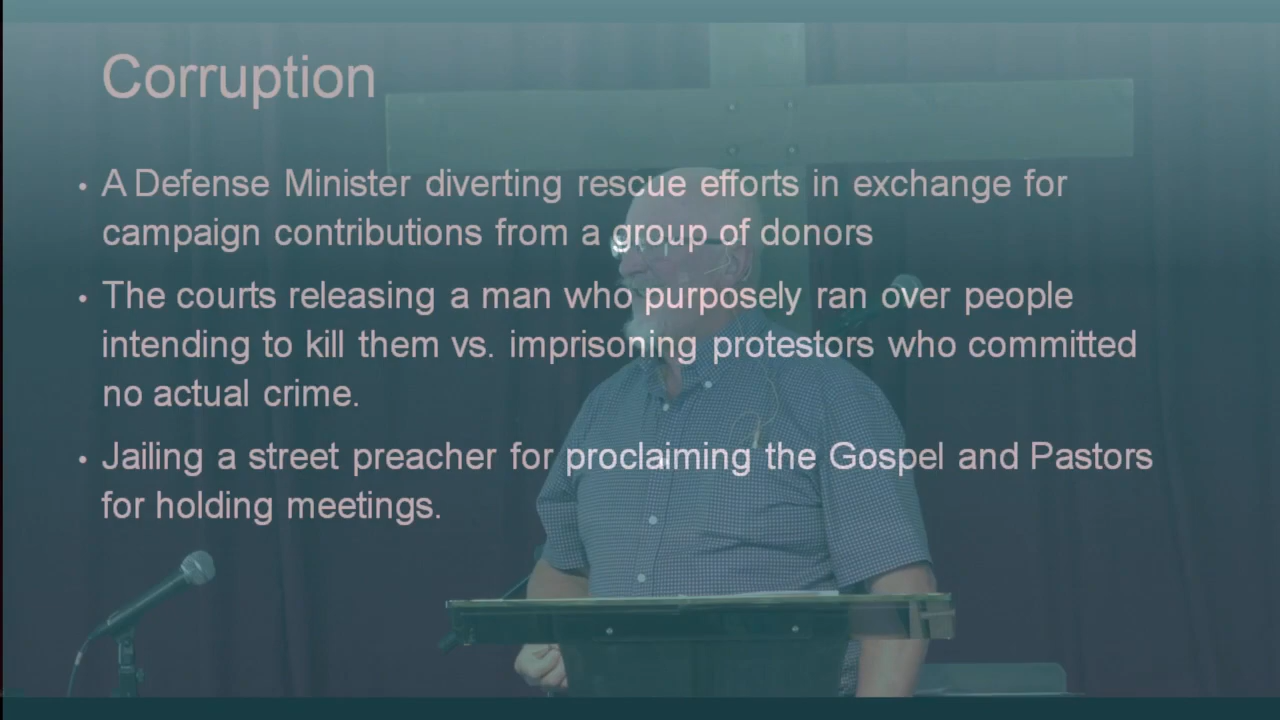 Corruption
• A Defense Minister diverting rescue efforts in exchange for
campaign contributions from a group of donors
• The courts releasing a man who purposely ran over people
intending to kill them vs. imprisoning protestors who committed
no actual crime.
• Jailing a street preacher for proclaiming the Gospel and Pastors
for holding meetings.